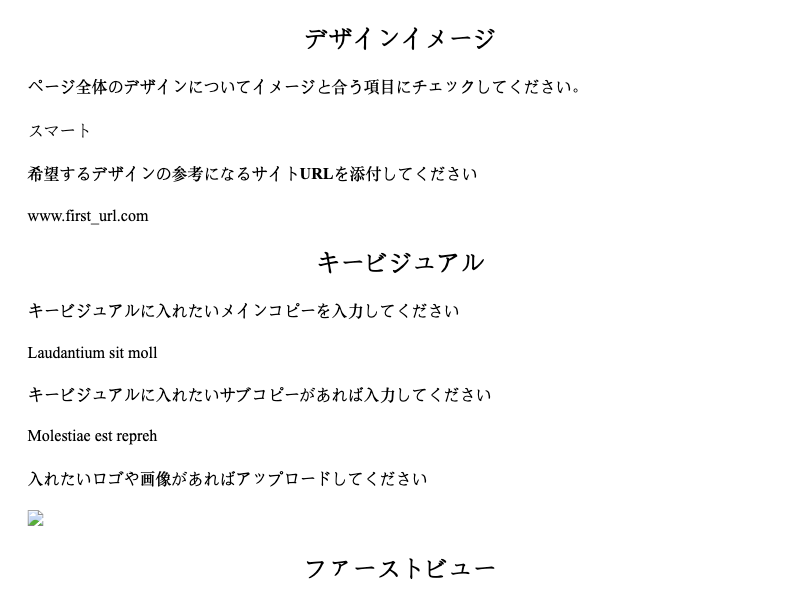 デザインイメージ
ページ全体のデザインについてイメージと合う項目にチェックしてください。
スマート
希望するデザインの参考になるサイトURLを添付してください
www.first_url.com
キービジュアル
キービジュアルに入れたいメインコピーを入力してください
Laudantium sit moll
キービジュアルに入れたいサブコピーがあれば入力してください
Molestiae est repreh
入れたいロゴや画像があればアップロードしてください
ファーストビュー